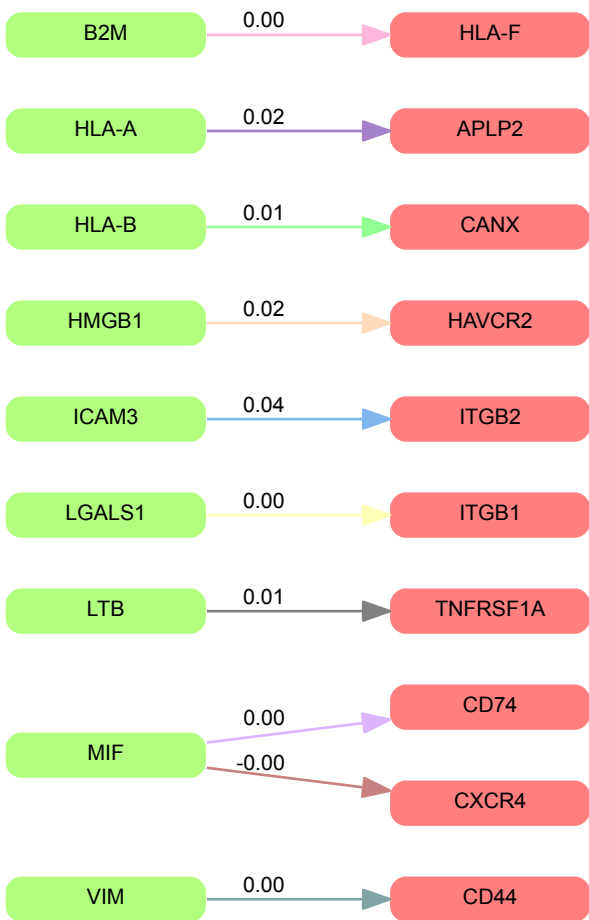 B2M 0.00 HLA-F
HLA-A 0.02 APLP2
HLA-B 0.01 CANX
HMGB1 0.02 HAVCR2
ICAM3 0.04 ITGB2
LGALS1 0.00 ITGB1
LTB 0.01 TNFRSF1A
MIF 0.00 CD74
-0.00 CXCR4
VIM 0.00 CD44